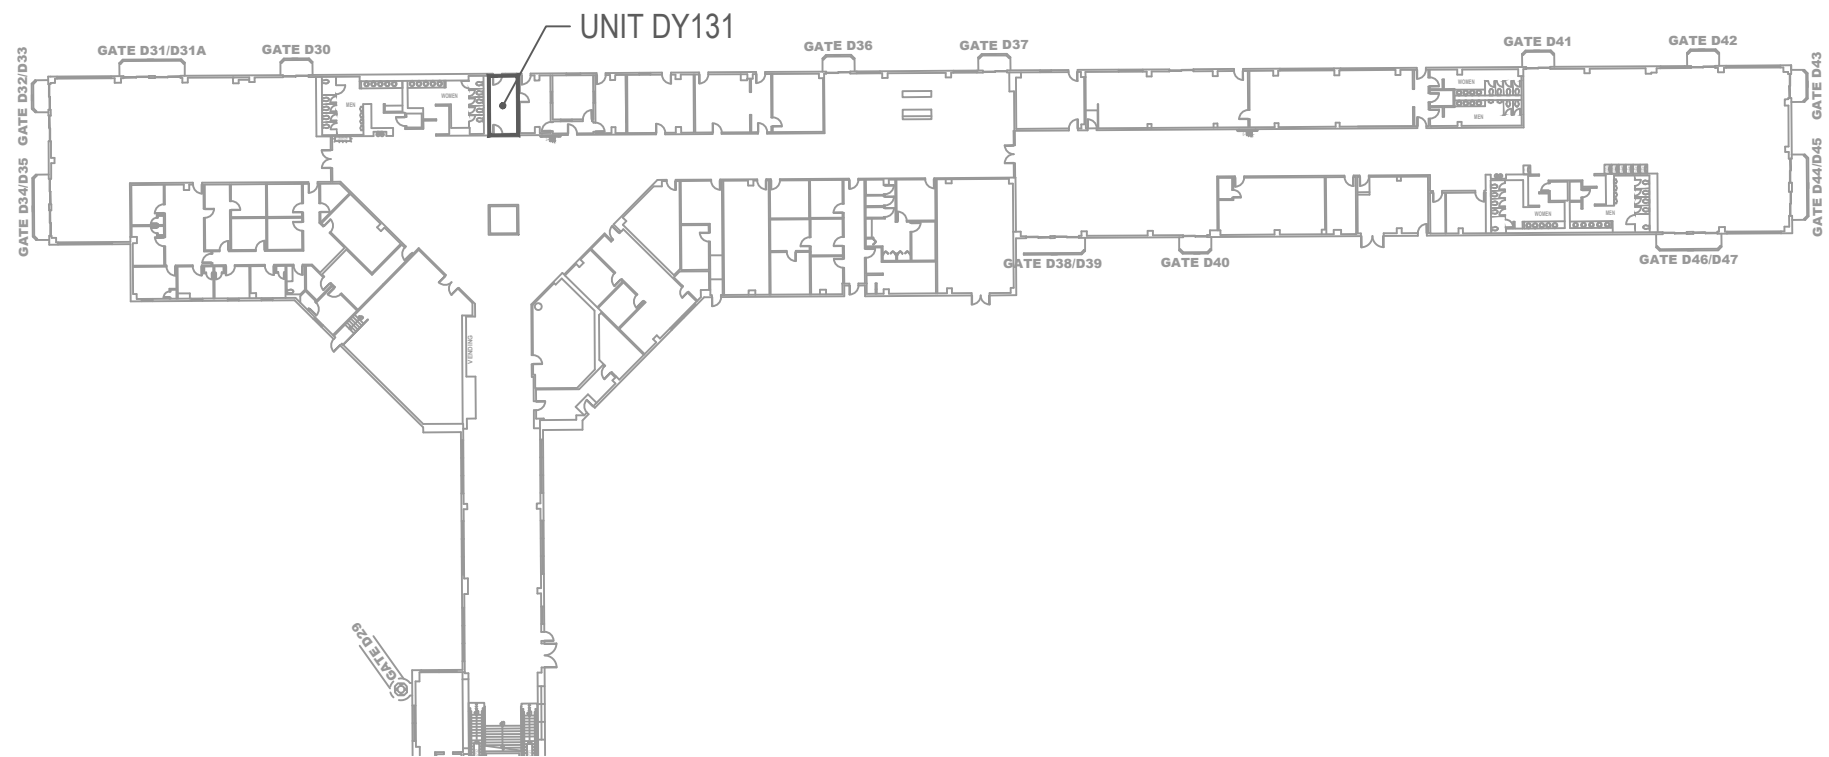 UNIT DY131
GATE D31/D31A
GATE D30
GATE D36
GATE D37
GATE D41
GATE D42
GATE D32/D33
GATE D43
MEN
WOMEN
WOMEN
MEN
GATE D34/D35
GATE D44/D45
WOMEN
MEN
GATE D38/D39
GATE D40
GATE D46/D47
VENDING
GATE D29